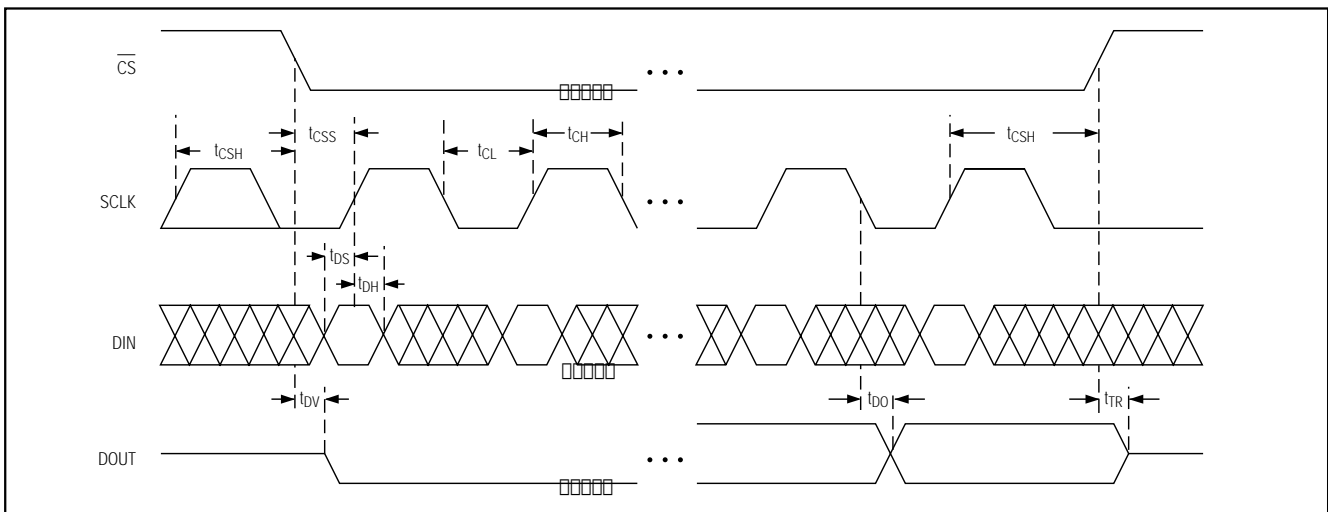 CS
• • •
tCSS
tCH
tCSH
tCSH
tCL
SCLK
• • •
tDS
tDH
DIN
• • •
tDV
tDO
tTR
DOUT
• • •